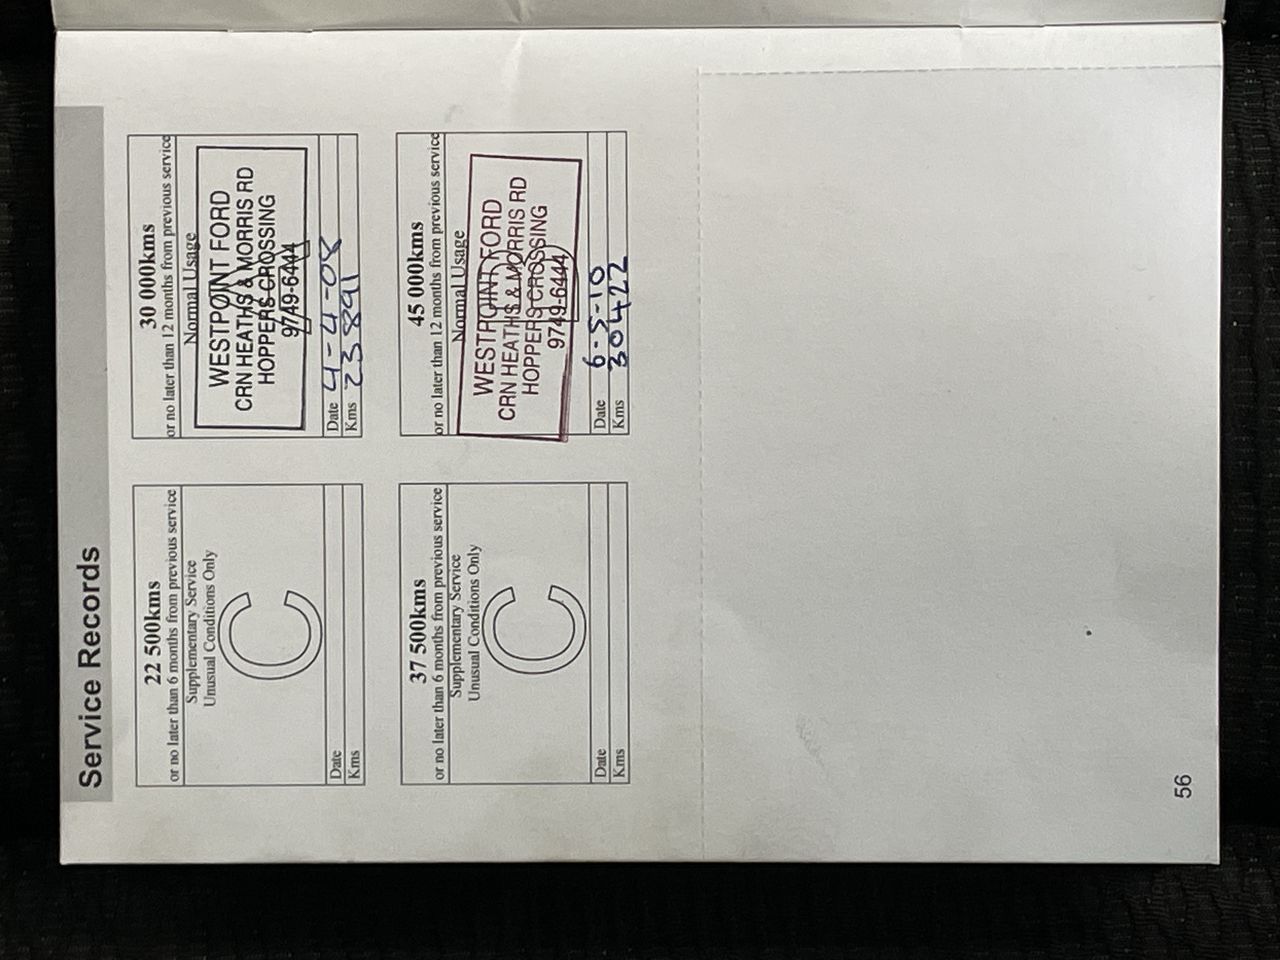 Service Records
22 500kms
or no later than 6 months from previous service
Supplementary Service
Unusual Conditions Only
C
Date
Kms
30 000kms
or no later than 12 months from previous service
Normal Usage
WESTPOINT FORD
CRN HEATHS & MORRIS RD
HOPPERS CROSSING
9749-6444
Date 4-4-08
Kms 23891
37 500kms
or no later than 6 months from previous service
Supplementary Service
Unusual Conditions Only
C
Date
Kms
45 000kms
or no later than 12 months from previous service
Normal Usage
WESTPOINT FORD
CRN HEATHS & MORRIS RD
HOPPERS CROSSING
9749-6444
Date 6-5-10
Kms 30422
56